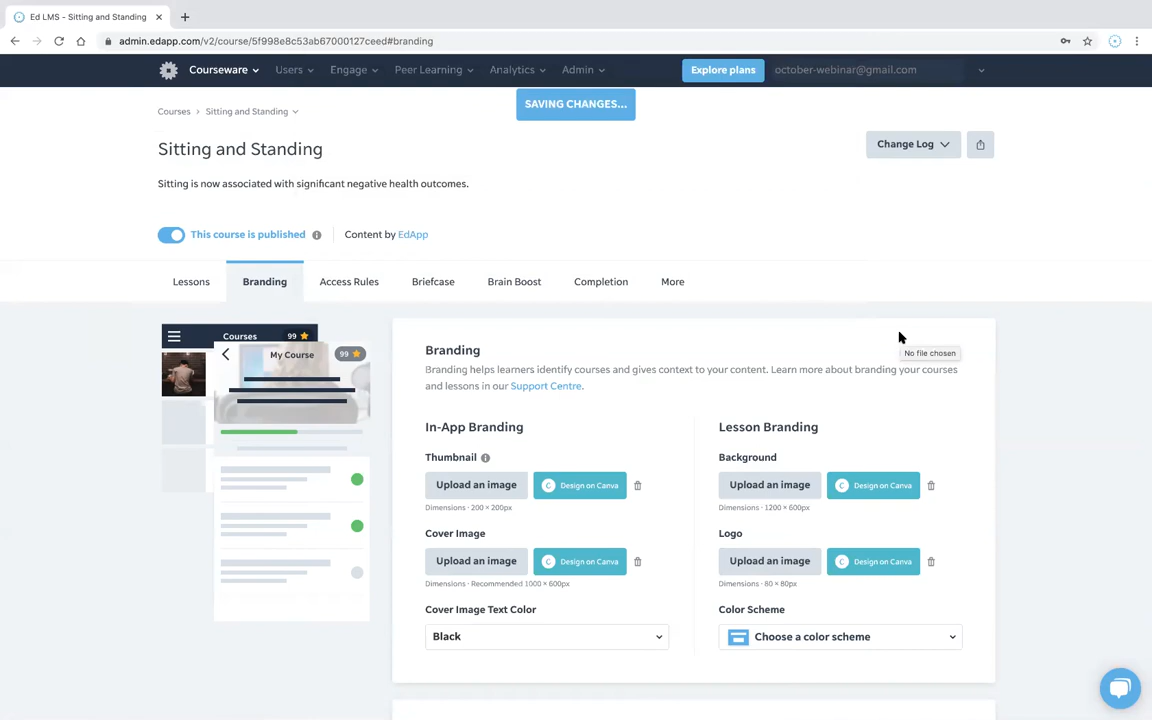 Ed LMS - Sitting and Standing
admin.edapp.com/v2/course/5f998e8c53ab67000127ceed#branding
Courseware
Users
Engage
Peer Learning
Analytics
Admin
Explore plans
october-webinar@gmail.com
SAVING CHANGES...
Courses > Sitting and Standing
Sitting and Standing
Change Log
Sitting is now associated with significant negative health outcomes.
This course is published
Content by EdApp
Lessons
Branding
Access Rules
Briefcase
Brain Boost
Completion
More
Courses
99
My Course
99
Branding
No file chosen
Branding helps learners identify courses and gives context to your content. Learn more about branding your courses
and lessons in our Support Centre.
In-App Branding
Thumbnail
Upload an image
C Design on Canva
Dimensions · 200 × 200px
Cover Image
Upload an image
C Design on Canva
Dimensions · Recommended 1000 × 600px
Cover Image Text Color
Black
Lesson Branding
Background
Upload an image
C Design on Canva
Dimensions · 1200 × 600px
Logo
Upload an image
C Design on Canva
Dimensions · 80 × 80px
Color Scheme
Choose a color scheme